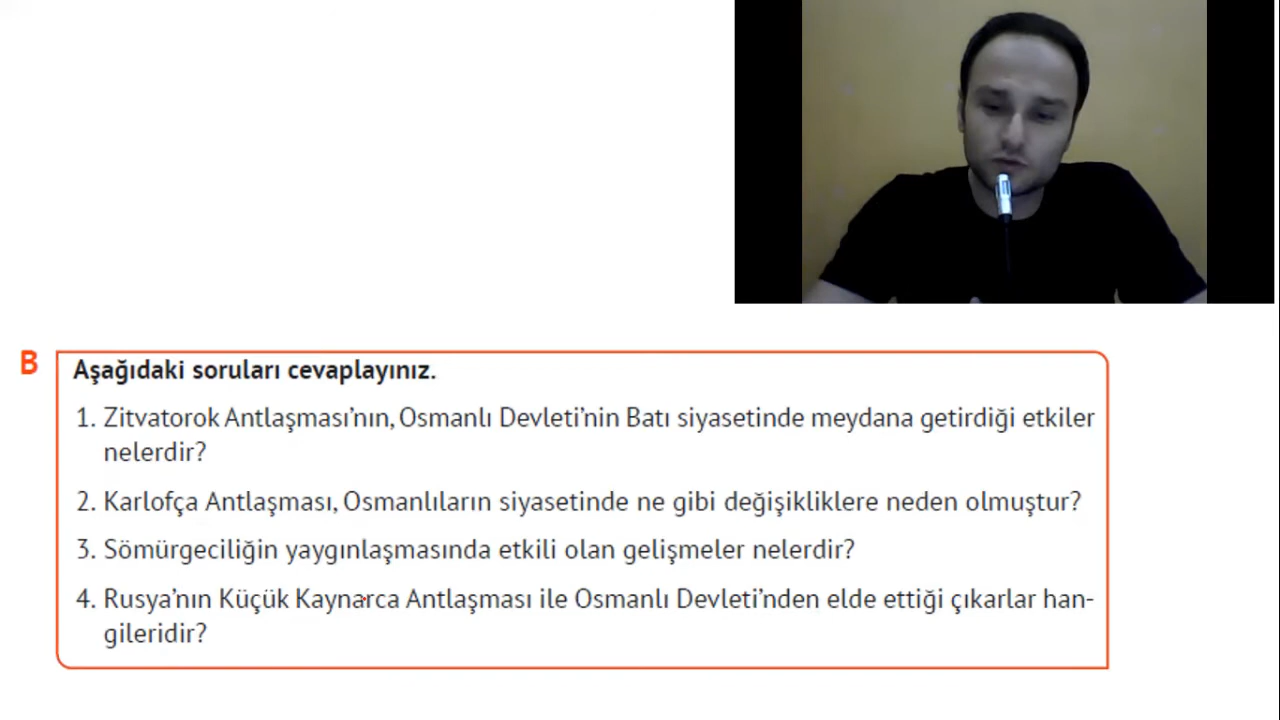 B
Aşağıdaki soruları cevaplayınız.
1. Zitvatorok Antlaşması’nın, Osmanlı Devleti’nin Batı siyasetinde meydana getirdiği etkiler
nelerdir?
2. Karlofça Antlaşması, Osmanlıların siyasetinde ne gibi değişikliklere neden olmuştur?
3. Sömürgeciliğin yaygınlaşmasında etkili olan gelişmeler nelerdir?
4. Rusya’nın Küçük Kaynarca Antlaşması ile Osmanlı Devleti’nden elde ettiği çıkarlar han-
gileridir?